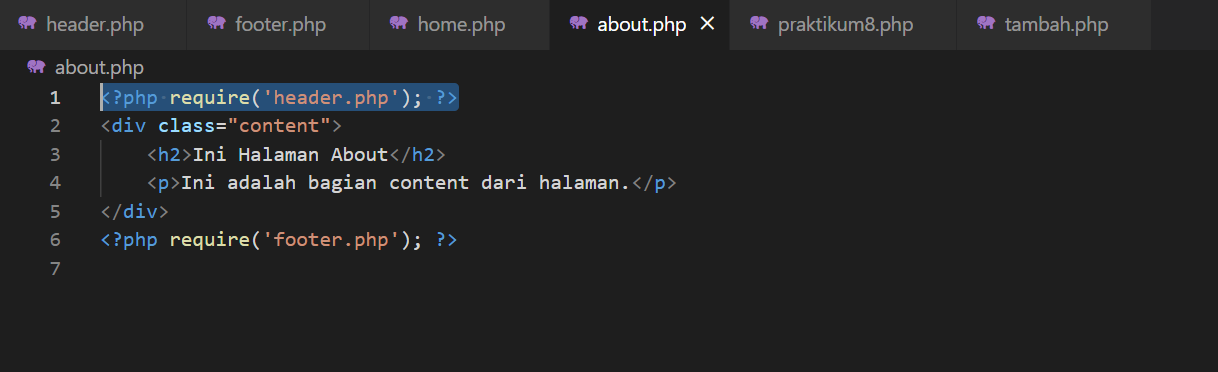 header.php footer.php home.php about.php × praktikum8.php tambah.php
about.php
1 <?php require('header.php'); ?>
2 <div class="content">
3     <h2>Ini Halaman About</h2>
4     <p>Ini adalah bagian content dari halaman.</p>
5 </div>
6 <?php require('footer.php'); ?>
7